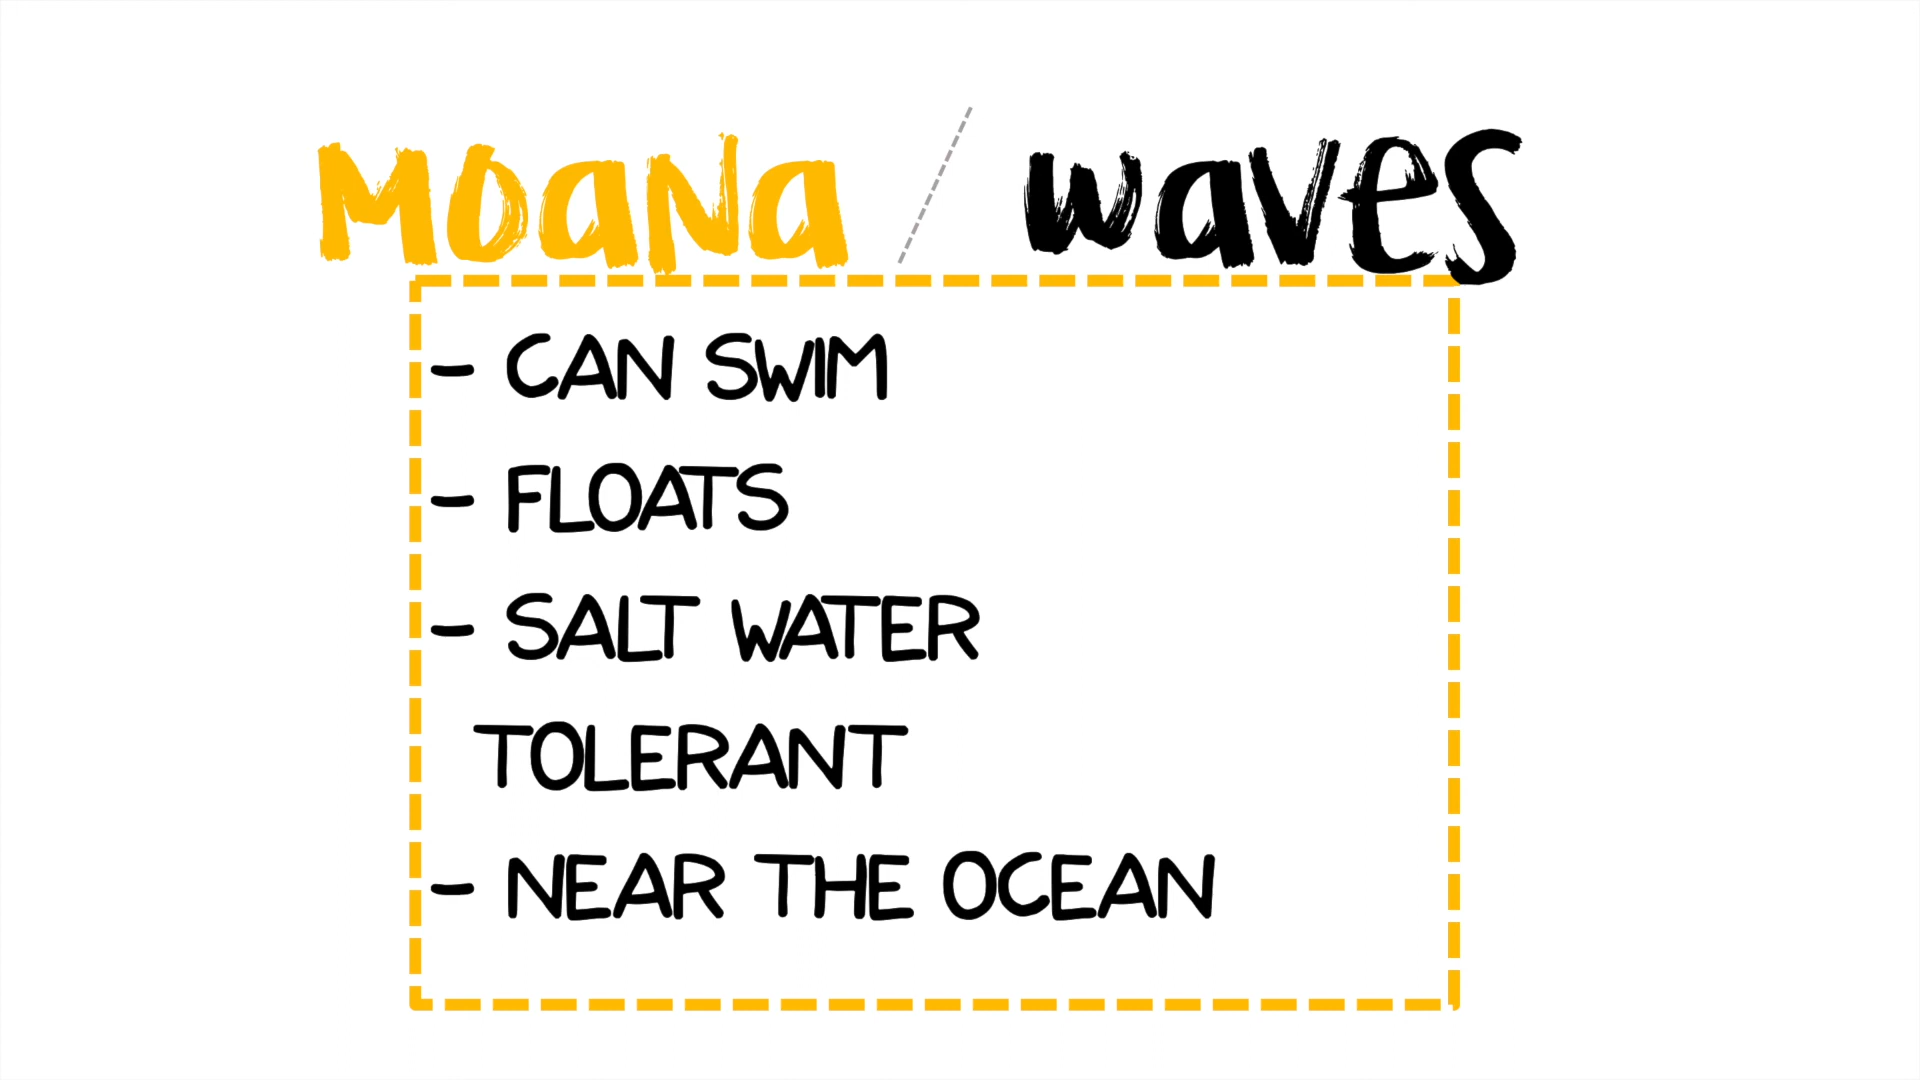 Moana / waves
- CAN SWIM
- FLOATS
- SALT WATER
TOLERANT
- NEAR THE OCEAN